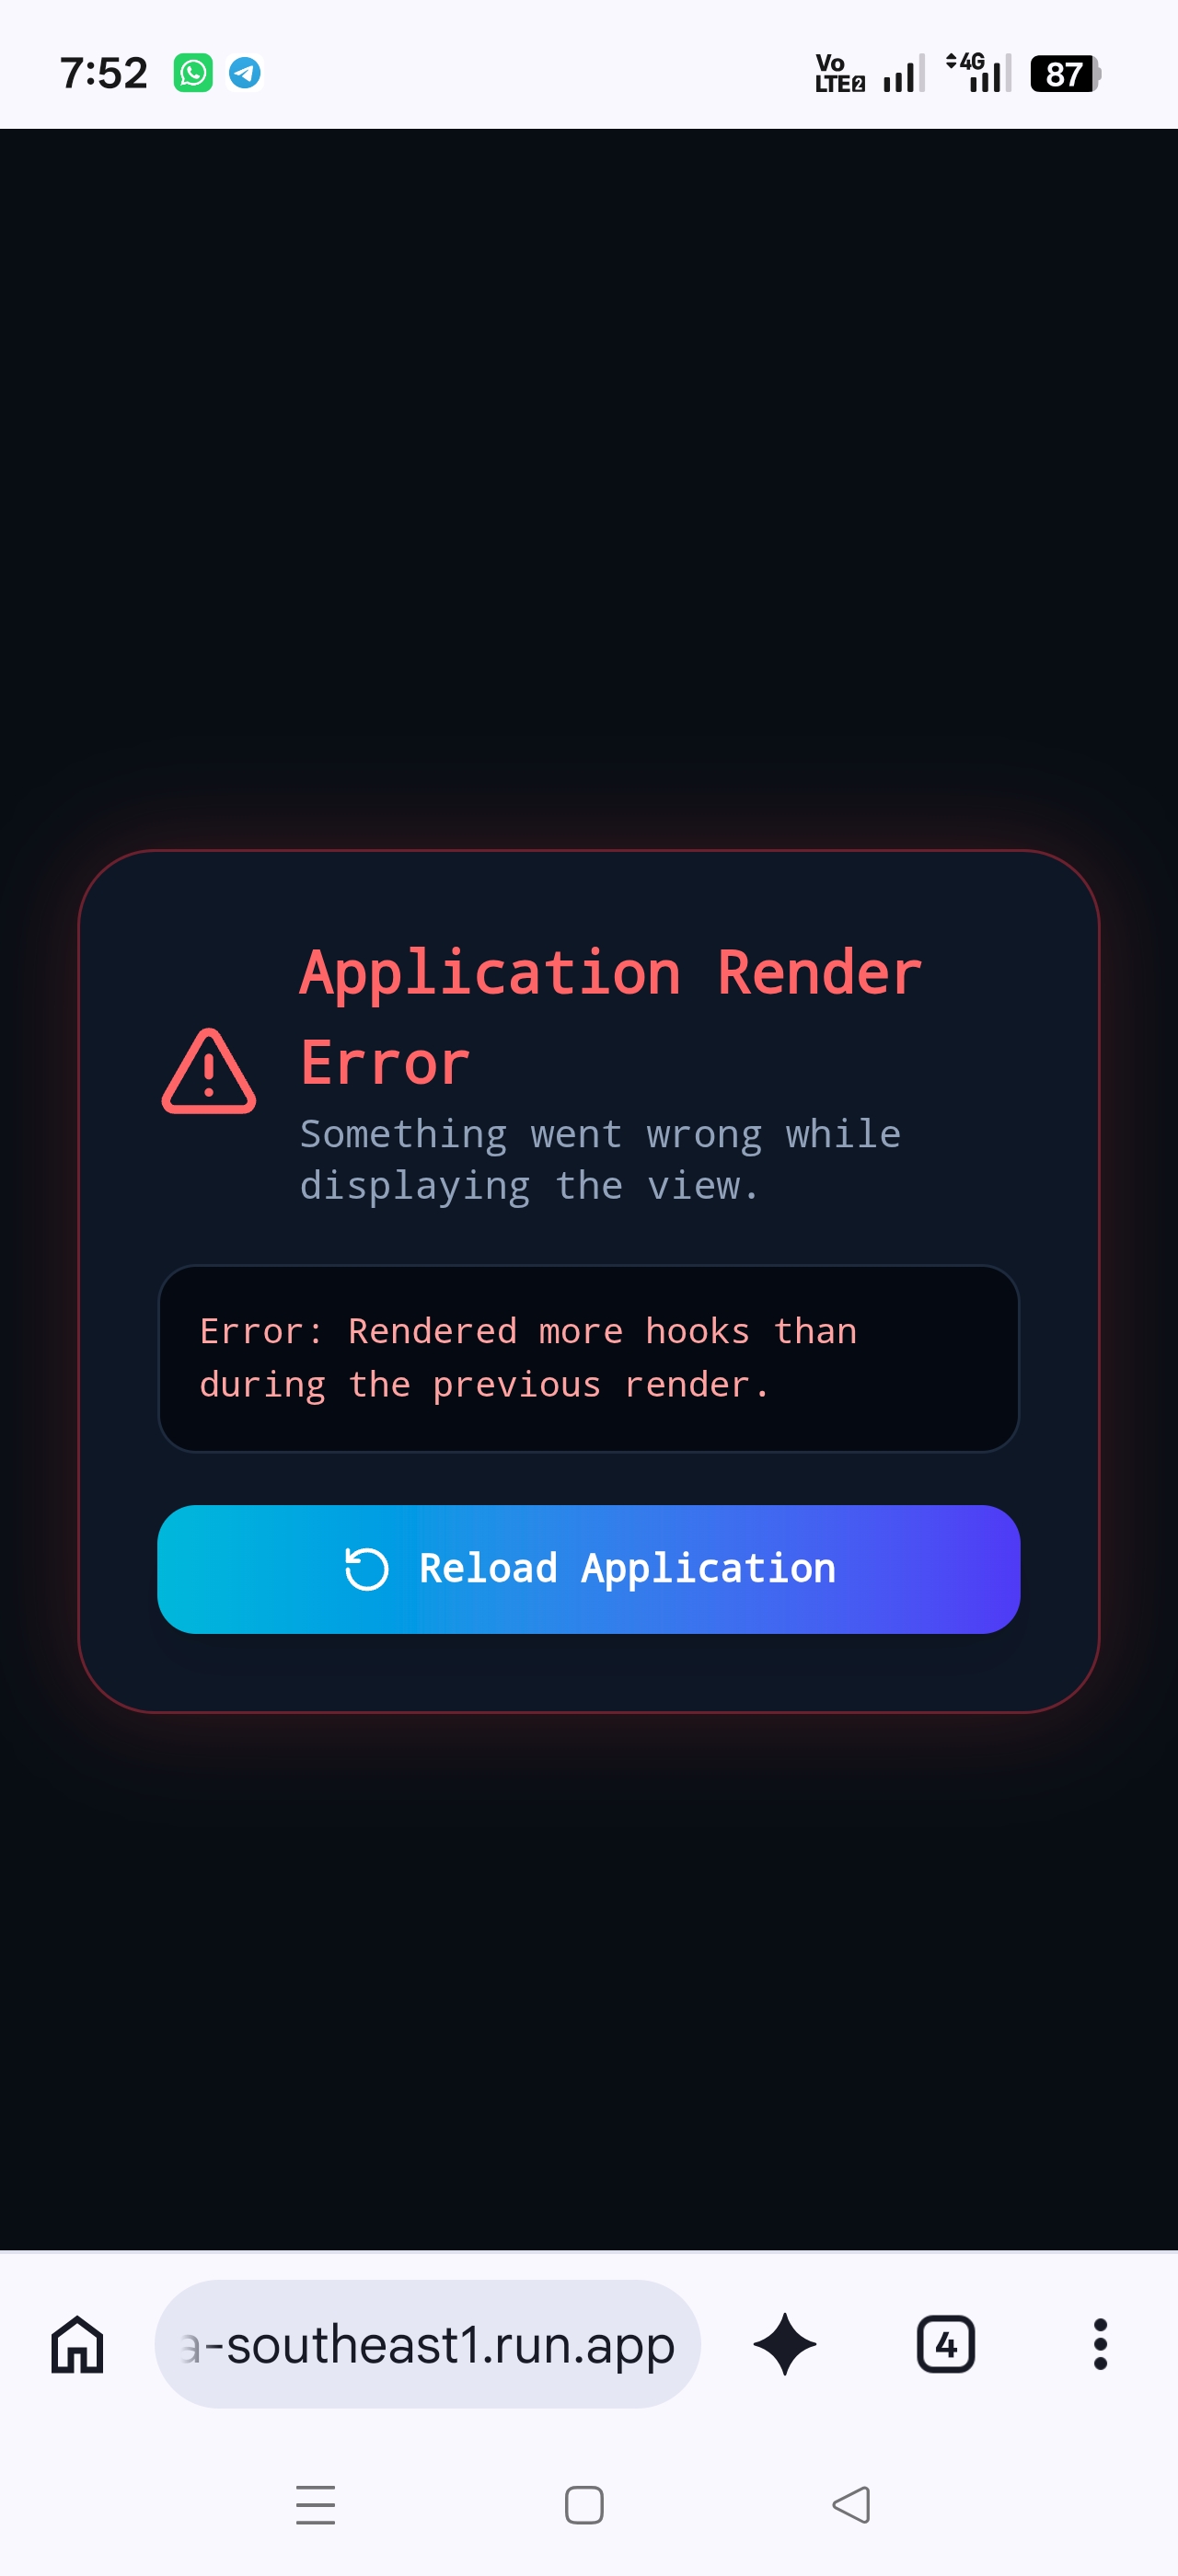 7:52
Vo
LTE2
4G
87
Application Render
Error
Something went wrong while
displaying the view.
Error: Rendered more hooks than
during the previous render.
Reload Application
a-southeast1.run.app
4